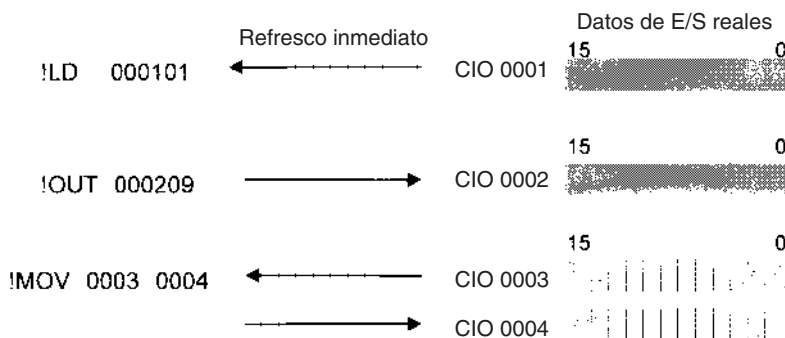 Datos de E/S reales
Refresco inmediato
15 0
!LD 000101
CIO 0001
15 0
!OUT 000209
CIO 0002
15 0
!MOV 0003 0004
CIO 0003
CIO 0004